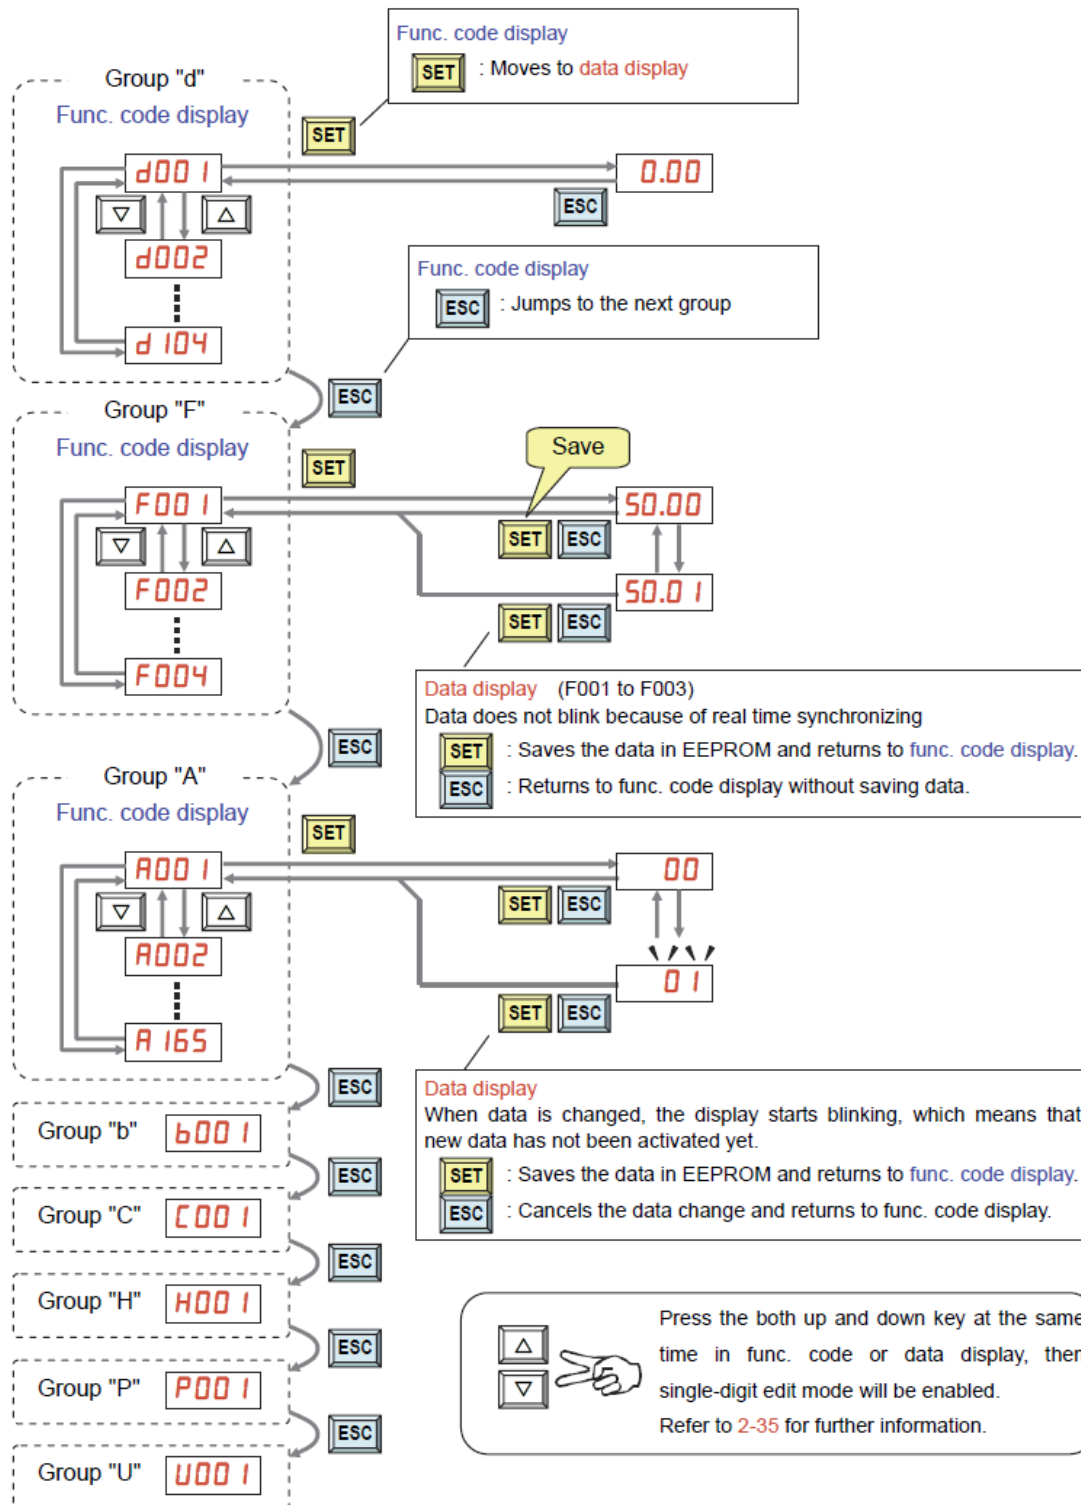 Func. code display
SET : Moves to data display
Group "d"
Func. code display
SET
d001
0.00
ESC
d002
Func. code display
ESC : Jumps to the next group
d104
ESC
Group "F"
Func. code display
SET
Save
F001
50.00
SET ESC
F002
50.01
SET ESC
F004
Data display (F001 to F003)
Data does not blink because of real time synchronizing
SET : Saves the data in EEPROM and returns to func. code display.
ESC : Returns to func. code display without saving data.
ESC
Group "A"
Func. code display
SET
A001
00
SET ESC
A002
01
SET ESC
A165
ESC
Data display
When data is changed, the display starts blinking, which means that
new data has not been activated yet.
SET : Saves the data in EEPROM and returns to func. code display.
ESC : Cancels the data change and returns to func. code display.
Group "b" b001
ESC
Group "C" C001
ESC
Group "H" H001
ESC
Group "P" P001
ESC
Group "U" U001
Press the both up and down key at the same
time in func. code or data display, then
single-digit edit mode will be enabled.
Refer to 2-35 for further information.